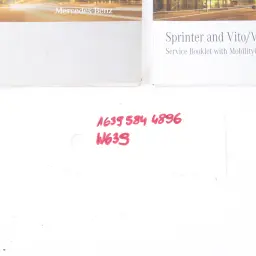 Mercedes-Benz
Sprinter and Vito/V
Service Booklet with Mobility
A639 584 4896
W639